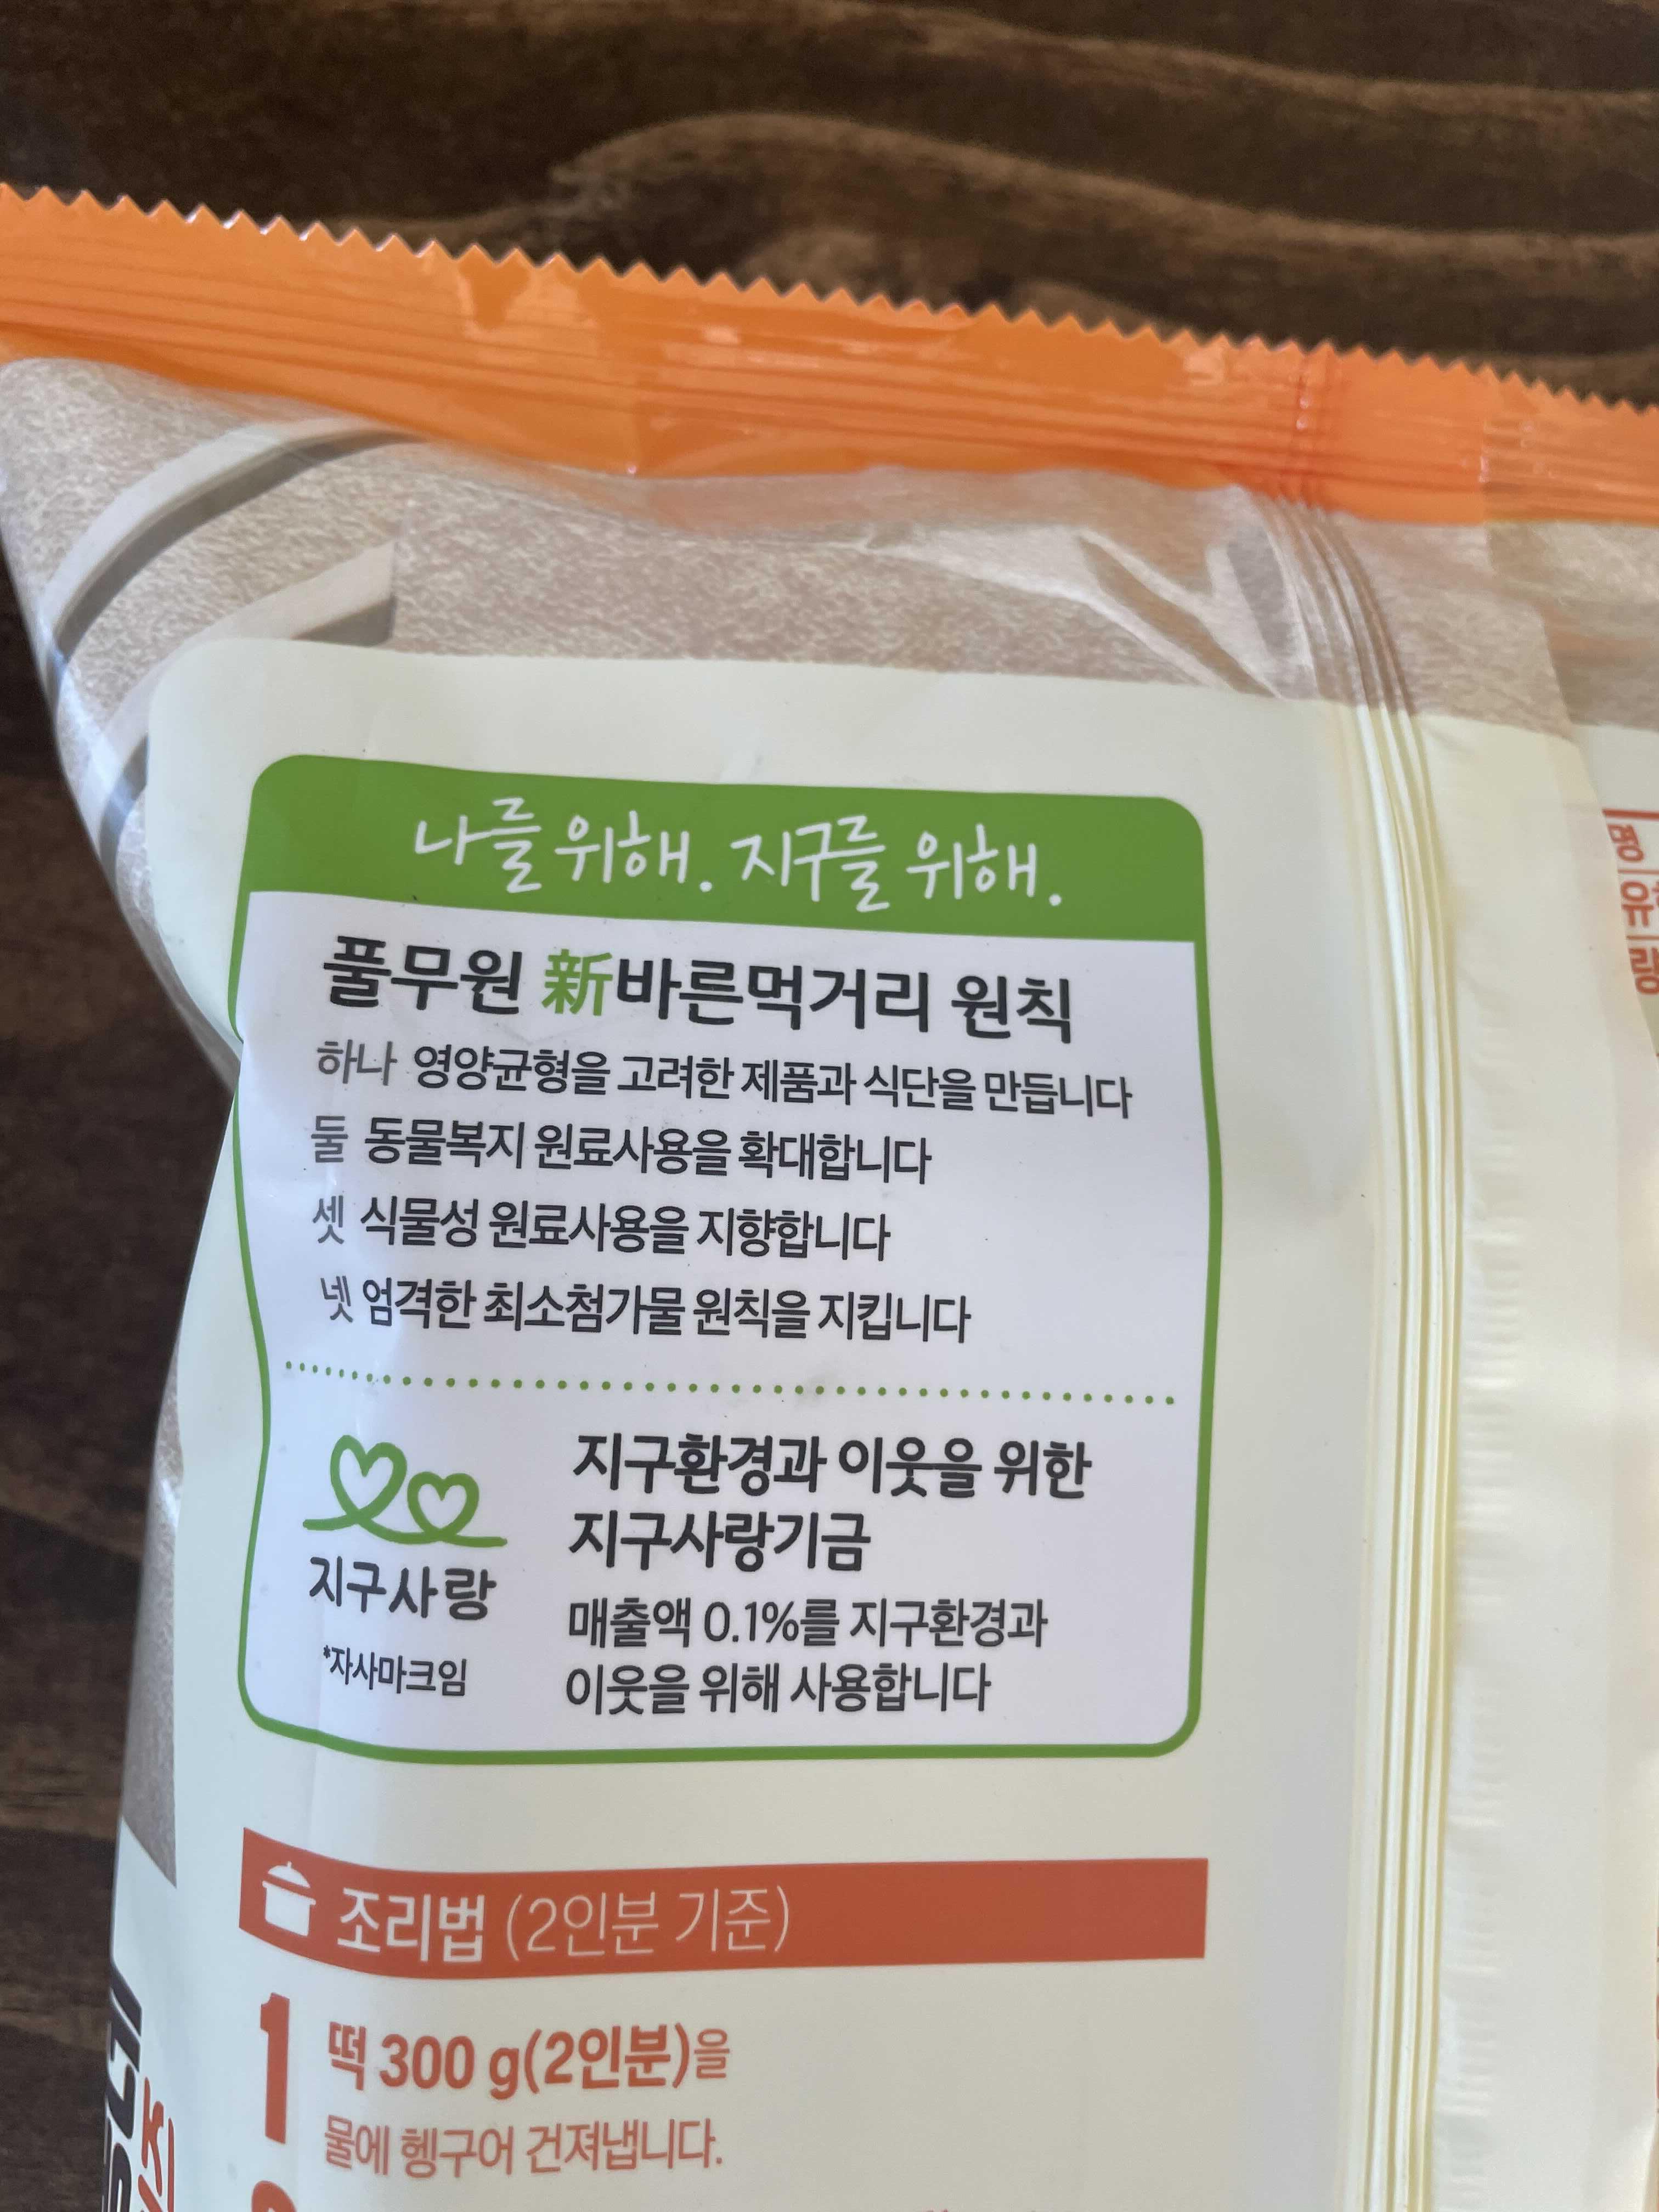 나를 위해. 지구를 위해.
풀무원 新바른먹거리 원칙
하나 영양균형을 고려한 제품과 식단을 만듭니다
둘 동물복지 원료사용을 확대합니다
셋 식물성 원료사용을 지향합니다
넷 엄격한 최소첨가물 원칙을 지킵니다
지구환경과 이웃을 위한
지구사랑기금
매출액 0.1%를 지구환경과
이웃을 위해 사용합니다
지구사랑
*자사마크임
조리법 (2인분 기준)
1 떡 300 g(2인분)을
물에 헹구어 건져냅니다.